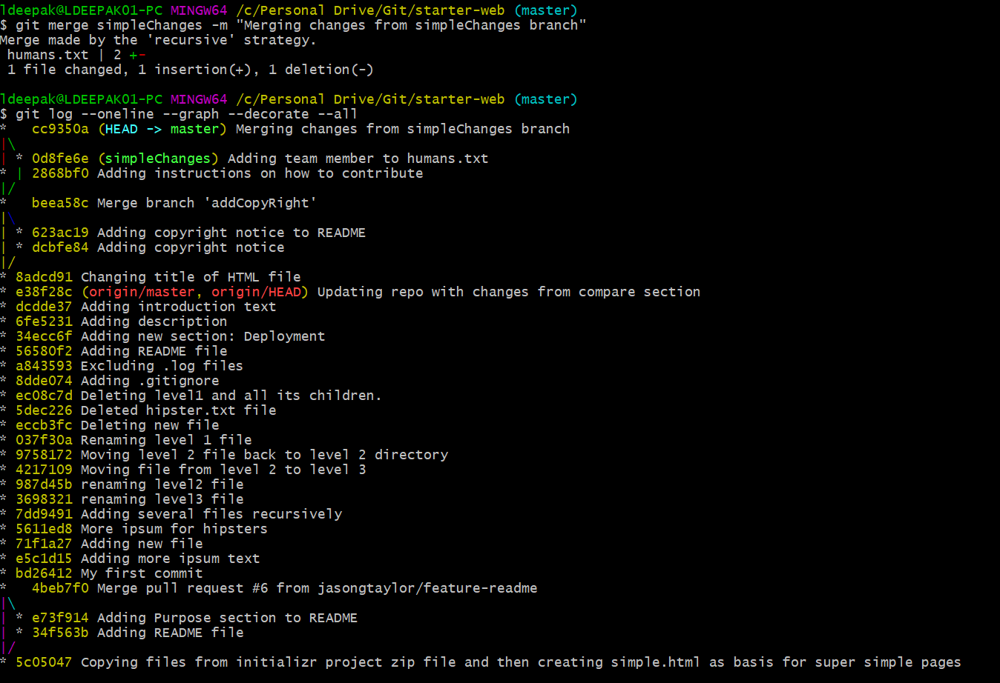 ldeepak@LDEEPAK01-PC MINGW64 /c/Personal Drive/Git/starter-web (master)
$ git merge simpleChanges -m "Merging changes from simpleChanges branch"
Merge made by the 'recursive' strategy.
 humans.txt | 2 +-
 1 file changed, 1 insertion(+), 1 deletion(-)

ldeepak@LDEEPAK01-PC MINGW64 /c/Personal Drive/Git/starter-web (master)
$ git log --oneline --graph --decorate --all
*   cc9350a (HEAD -> master) Merging changes from simpleChanges branch
|\
| * 0d8fe6e (simpleChanges) Adding team member to humans.txt
* | 2868bf0 Adding instructions on how to contribute
|/
*   beea58c Merge branch 'addCopyRight'
|\
| * 623ac19 Adding copyright notice to README
| * dcbfe84 Adding copyright notice
|/
* 8adcd91 Changing title of HTML file
* e38f28c (origin/master, origin/HEAD) Updating repo with changes from compare section
* dcdde37 Adding introduction text
* 6fe5231 Adding description
* 34ecc6f Adding new section: Deployment
* 56580f2 Adding README file
* a843593 Excluding .log files
* 8dde074 Adding .gitignore
* ec08c7d Deleting level1 and all its children.
* 5dec226 Deleted hipster.txt file
* eccb3fc Deleting new file
* 037f30a Renaming level 1 file
* 9758172 Moving level 2 file back to level 2 directory
* 4217109 Moving file from level 2 to level 3
* 987d45b renaming level2 file
* 3698321 renaming level3 file
* 7dd9491 Adding several files recursively
* 5611ed8 More ipsum for hipsters
* 71f1a27 Adding new file
* e5c1d15 Adding more ipsum text
* bd26412 My first commit
*   4beb7f0 Merge pull request #6 from jasongtaylor/feature-readme
|\
| * e73f914 Adding Purpose section to README
| * 34f563b Adding README file
|/
* 5c05047 Copying files from initializr project zip file and then creating simple.html as basis for super simple pages